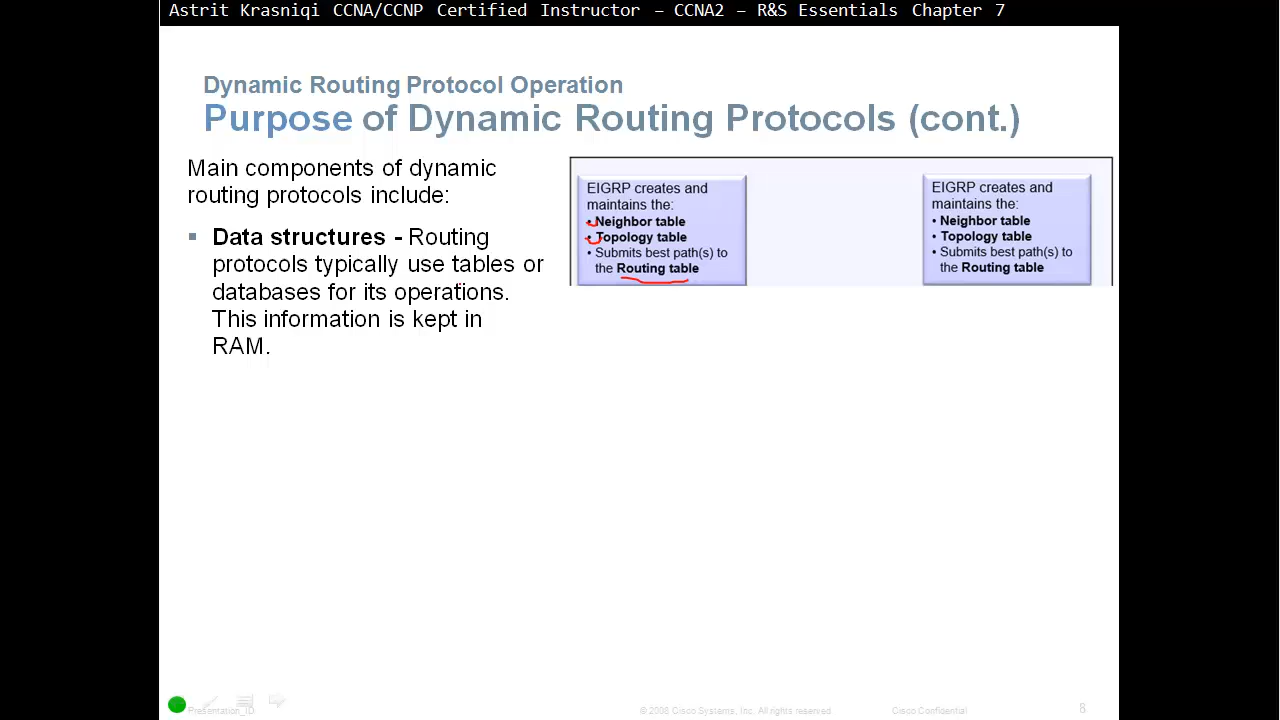 Astrit Krasniqi CCNA/CCNP Certified Instructor – CCNA2 – R&S Essentials Chapter 7
Dynamic Routing Protocol Operation
Purpose of Dynamic Routing Protocols (cont.)
Main components of dynamic
routing protocols include:
▪ Data structures - Routing
protocols typically use tables or
databases for its operations.
This information is kept in
RAM.
EIGRP creates and
maintains the:
• Neighbor table
• Topology table
• Submits best path(s) to
the Routing table
EIGRP creates and
maintains the:
• Neighbor table
• Topology table
• Submits best path(s) to
the Routing table
Presentation_ID
© 2008 Cisco Systems, Inc. All rights reserved.
Cisco Confidential
8